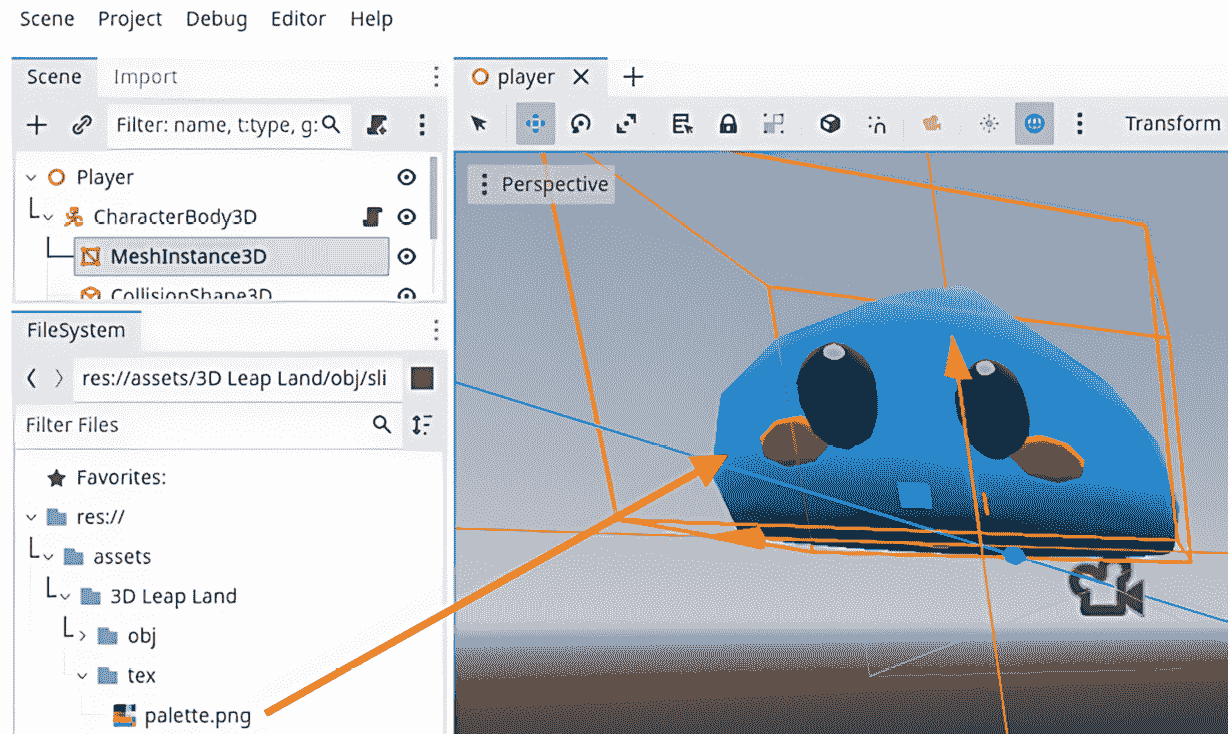 Scene Project Debug Editor Help
Scene Import
Filter: name, t:type, g:
Player
CharacterBody3D
MeshInstance3D
CollisionShape3D
FileSystem
res://assets/3D Leap Land/obj/sli
Filter Files
Favorites:
res://
assets
3D Leap Land
obj
tex
palette.png
player
Transform
Perspective